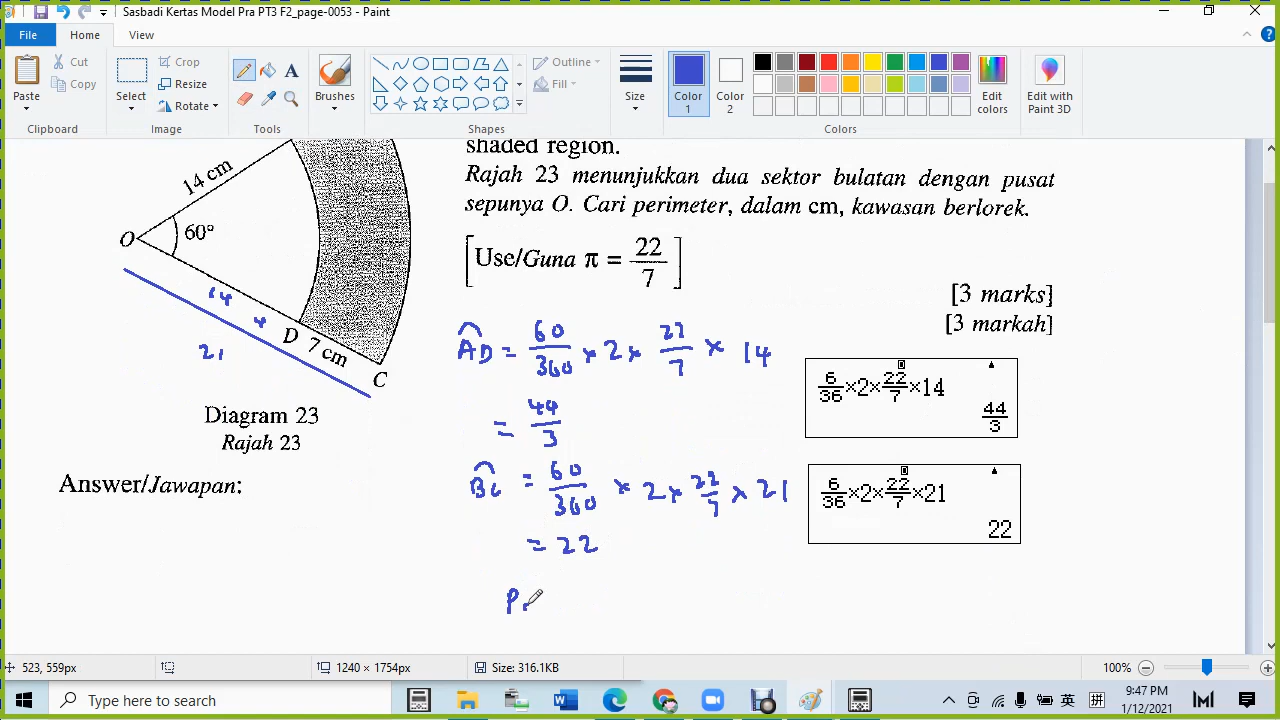 Sasbadi Kertas Model Pra PT3 F2_page-0053 - Paint
File Home View
Paste Cut Copy Clipboard
Select Crop Resize Rotate Image
Tools
Brushes
Outline Fill Shapes
Size
Color 1 Color 2 Edit colors Colors
Edit with Paint 3D
14 cm
O 60°
14
4
D 7 cm
21
C
Diagram 23
Rajah 23
Answer/Jawapan:
shaded region.
Rajah 23 menunjukkan dua sektor bulatan dengan pusat
sepunya O. Cari perimeter, dalam cm, kawasan berlorek.
[Use/Guna π = 22/7]
[3 marks]
[3 markah]
AD = 60/360 × 2 × 22/7 × 14
= 44/3
BC = 60/360 × 2 × 22/7 × 21
= 22
P
6/36×2×22/7×14
44/3
6/36×2×22/7×21
22
523, 559px 1240 × 1754px Size: 316.1KB 100%
Type here to search
英 拼 9:47 PM
1/12/2021